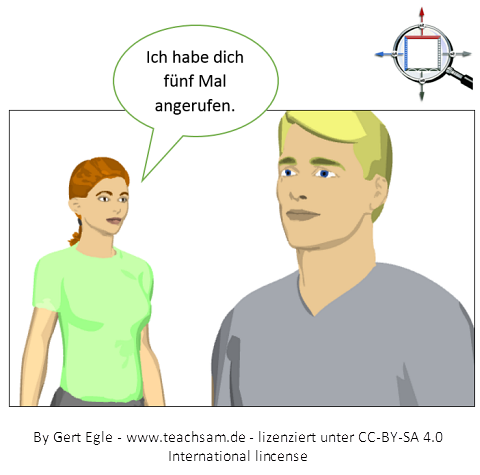 Ich habe dich
fünf Mal
angerufen.
By Gert Egle - www.teachsam.de - lizenziert unter CC-BY-SA 4.0
International lincense